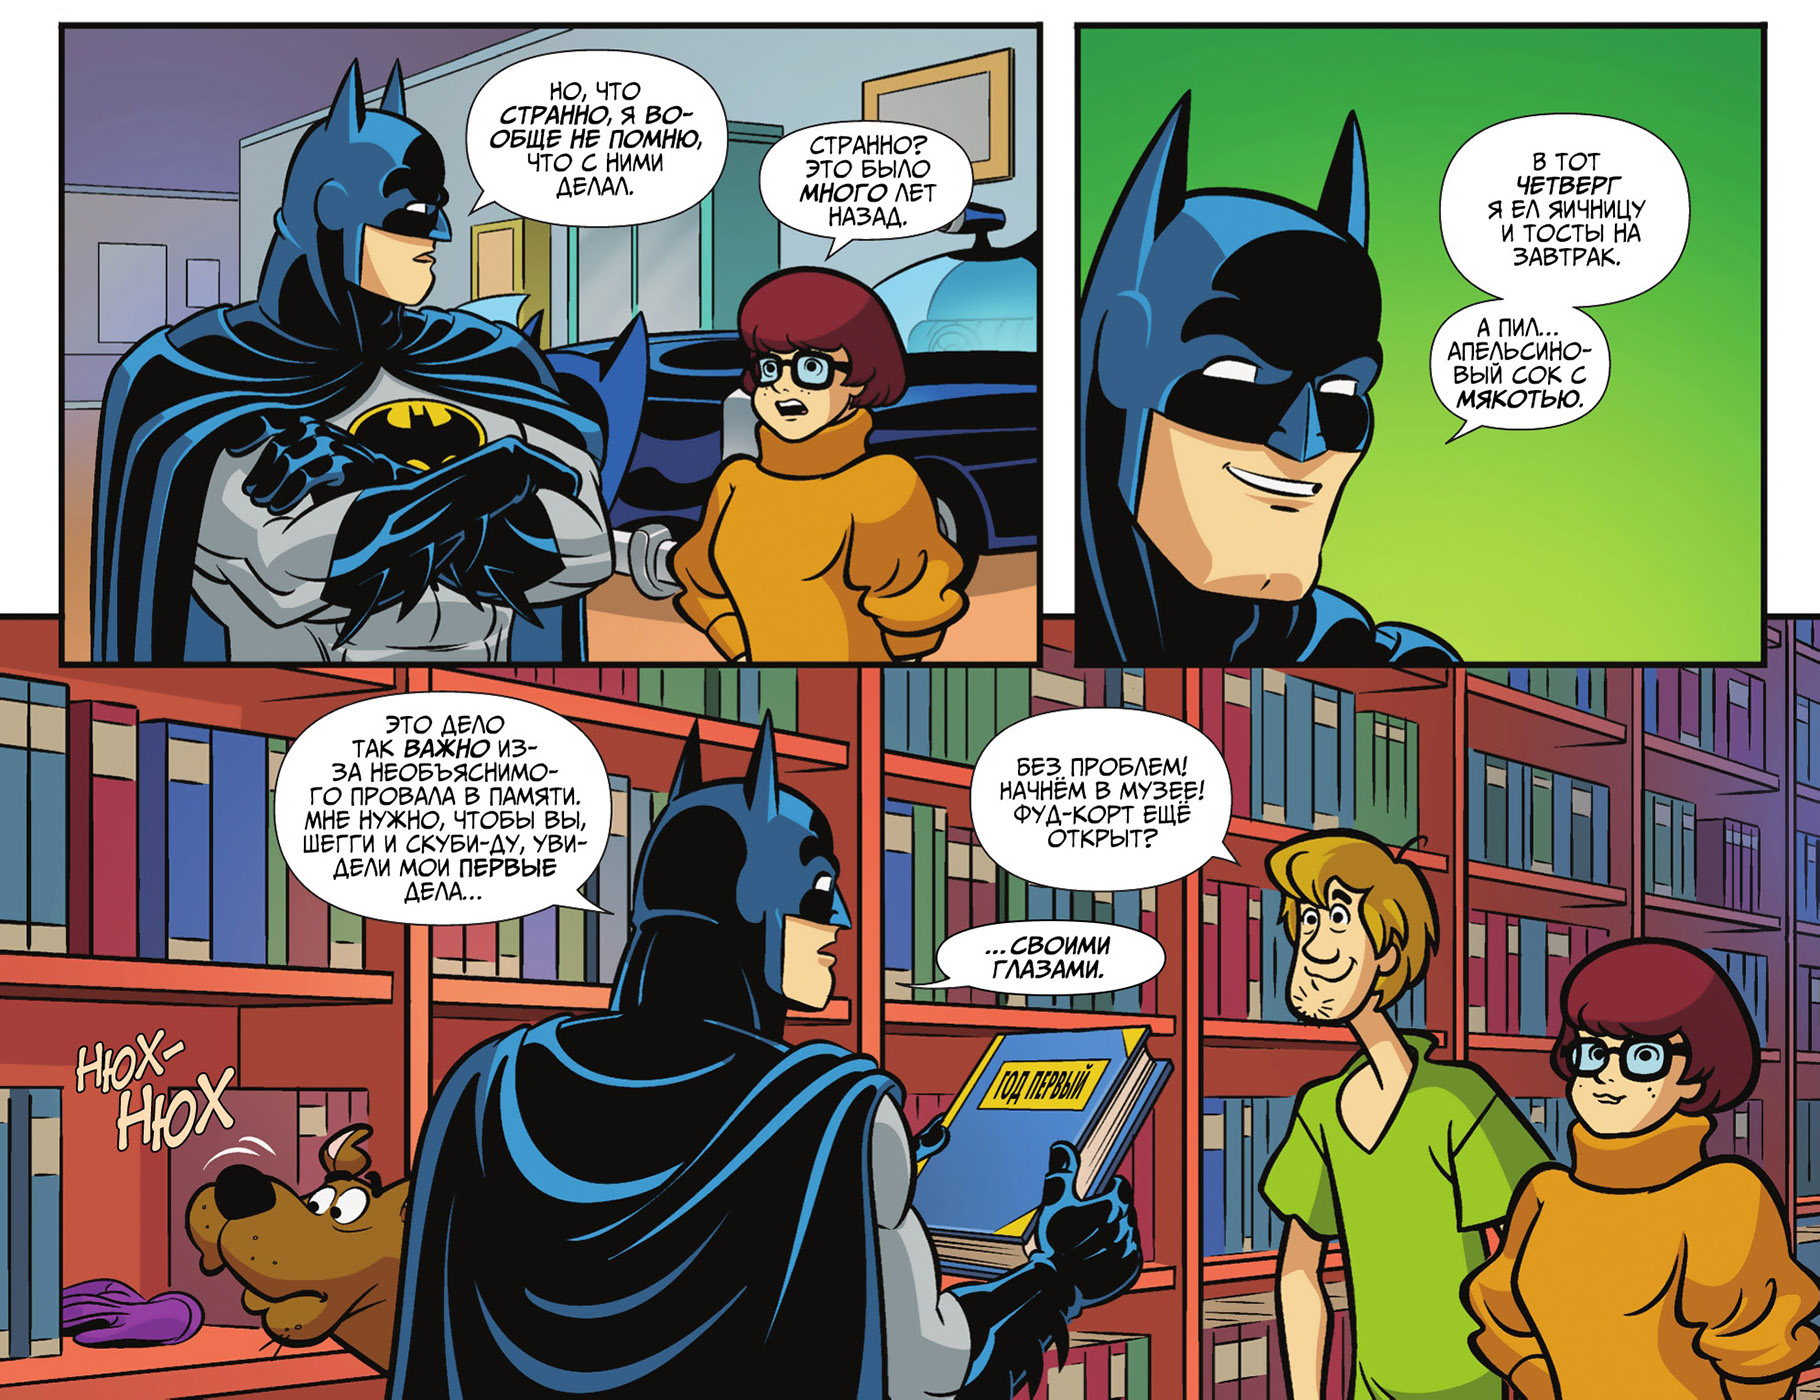 НО, ЧТО
СТРАННО, Я ВО-
ОБЩЕ НЕ ПОМНЮ,
ЧТО С НИМИ
ДЕЛАЛ.
СТРАННО?
ЭТО БЫЛО
МНОГО ЛЕТ
НАЗАД.
В ТОТ
ЧЕТВЕРГ
Я ЕЛ ЯИЧНИЦУ
И ТОСТЫ НА
ЗАВТРАК.
А ПИЛ...
АПЕЛЬСИНО-
ВЫЙ СОК С
МЯКОТЬЮ.
ЭТО ДЕЛО
ТАК ВАЖНО ИЗ-
ЗА НЕОБЪЯСНИМО-
ГО ПРОВАЛА В ПАМЯТИ.
МНЕ НУЖНО, ЧТОБЫ ВЫ,
ШЕГГИ И СКУБИ-ДУ, УВИ-
ДЕЛИ МОИ ПЕРВЫЕ
ДЕЛА...
БЕЗ ПРОБЛЕМ!
НАЧНЁМ В МУЗЕЕ!
ФУД-КОРТ ЕЩЁ
ОТКРЫТ?
...СВОИМИ
ГЛАЗАМИ.
НЮХ-
НЮХ
ГОД ПЕРВЫЙ